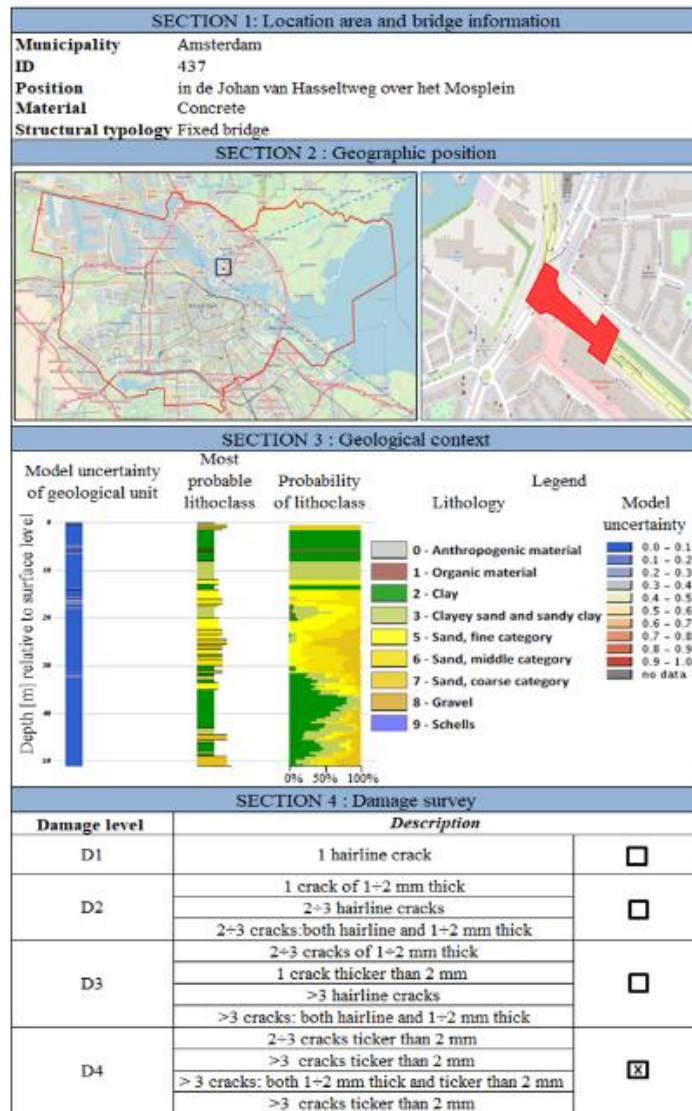 SECTION 1: Location area and bridge information
Municipality Amsterdam
ID 437
Position in de Johan van Hasseltweg over het Mosplein
Material Concrete
Structural typology Fixed bridge
SECTION 2 : Geographic position
SECTION 3 : Geological context
Model uncertainty of geological unit
Most probable lithoclass
Probability of lithoclass
Legend
Lithology
Model uncertainty
Depth [m] relative to surface level
0
10
20
30
40
50
0% 50% 100%
0 - Anthropogenic material
1 - Organic material
2 - Clay
3 - Clayey sand and sandy clay
5 - Sand, fine category
6 - Sand, middle category
7 - Sand, coarse category
8 - Gravel
9 - Schells
0.0 - 0.1
0.1 - 0.2
0.2 - 0.3
0.3 - 0.4
0.4 - 0.5
0.5 - 0.6
0.6 - 0.7
0.7 - 0.8
0.8 - 0.9
0.9 - 1.0
no data
SECTION 4 : Damage survey
Damage level Description
D1
1 hairline crack
D2
1 crack of 1÷2 mm thick
2÷3 hairline cracks
2÷3 cracks:both hairline and 1÷2 mm thick
D3
2÷3 cracks of 1÷2 mm thick
1 crack thicker than 2 mm
>3 hairline cracks
>3 cracks: both hairline and 1÷2 mm thick
D4
2÷3 cracks ticker than 2 mm
>3 cracks ticker than 2 mm
> 3 cracks: both 1÷2 mm thick and ticker than 2 mm
>3 cracks ticker than 2 mm
X